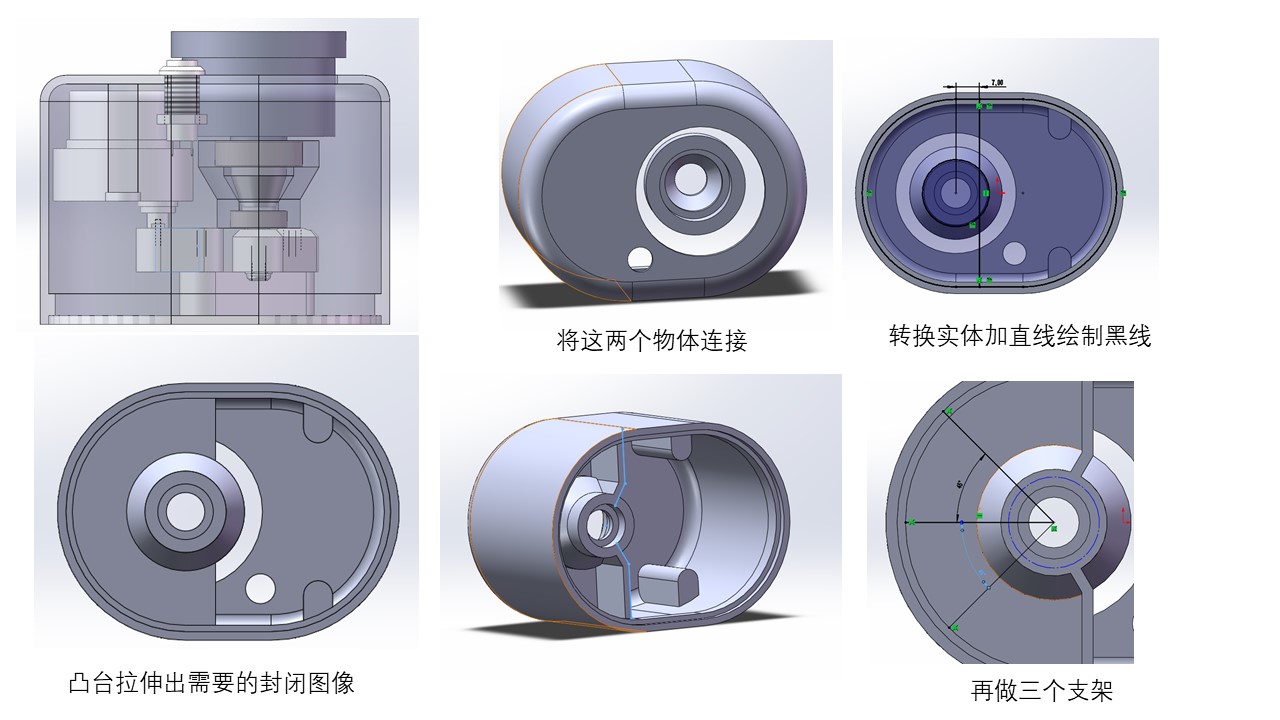 7.00
将这两个物体连接
转换实体加直线绘制黑线
凸台拉伸出需要的封闭图像
再做三个支架